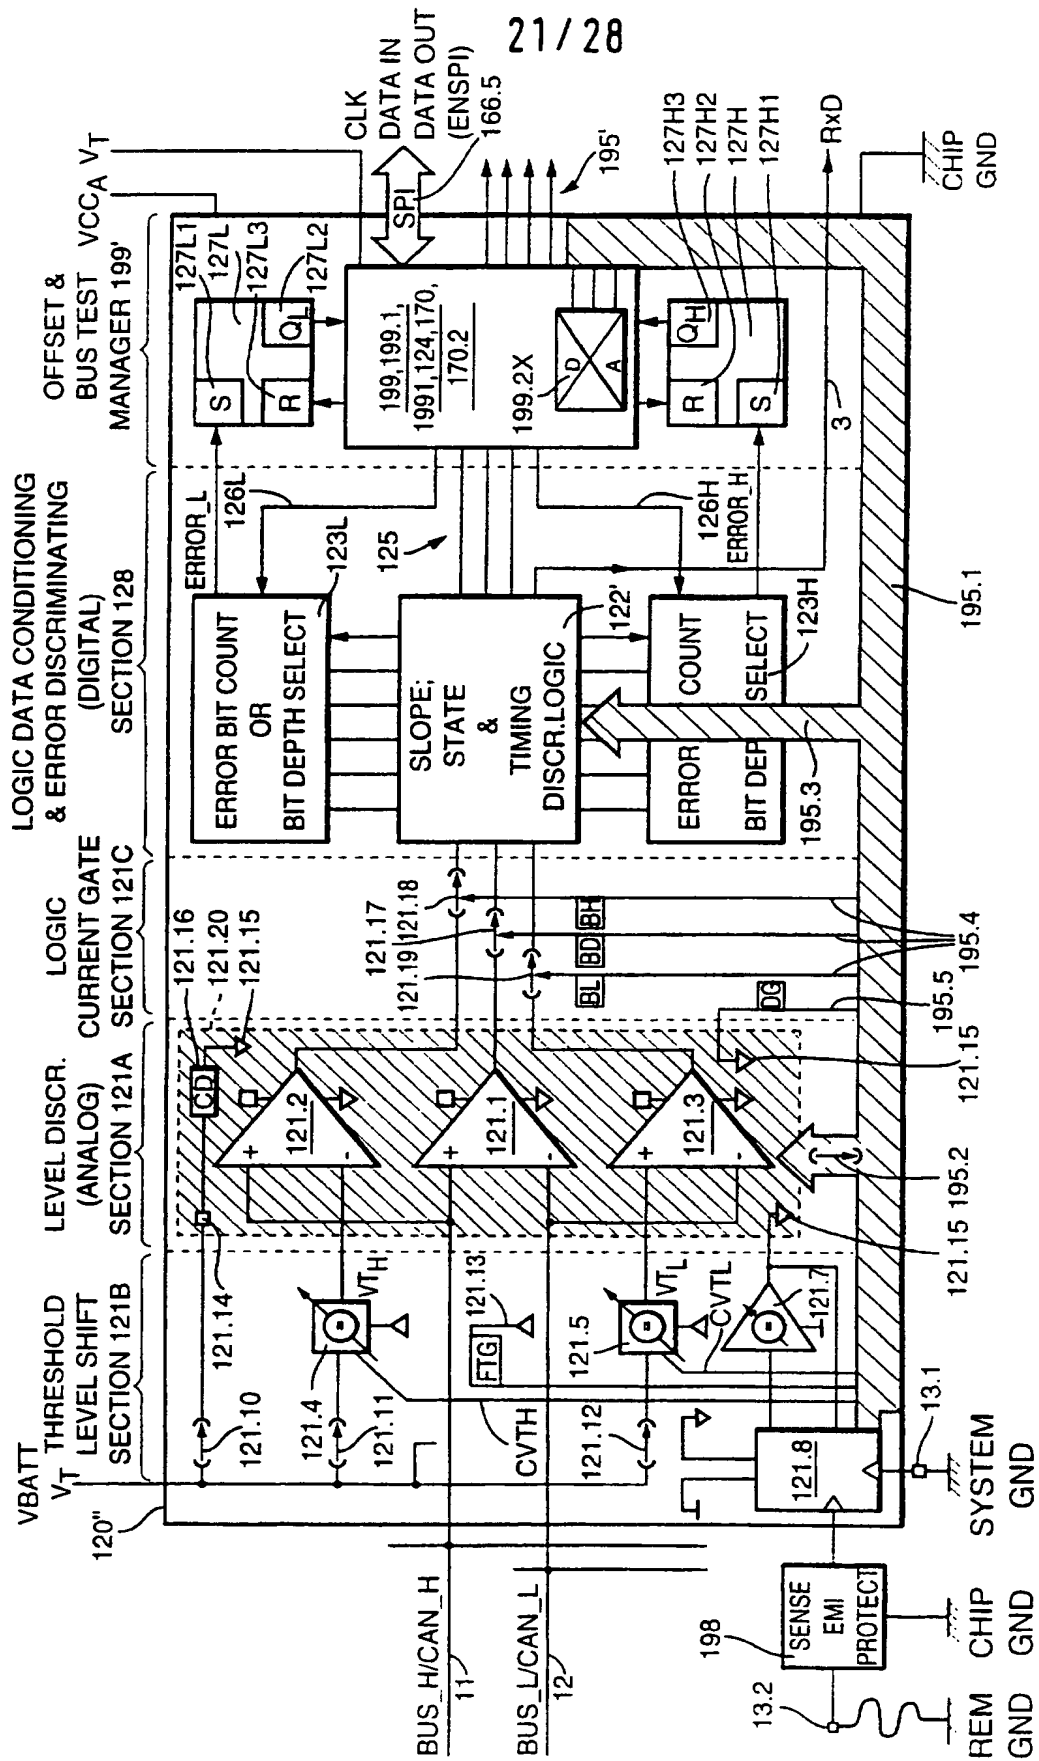 21/28
VBATT
VT
THRESHOLD
LEVEL SHIFT
SECTION 121B
LEVEL DISCR.
(ANALOG)
SECTION 121A
LOGIC
CURRENT GATE
SECTION 121C
LOGIC DATA CONDITIONING
& ERROR DISCRIMINATING
(DIGITAL)
SECTION 128
OFFSET &
BUS TEST
MANAGER 199'
VCCA
VT
120"
121.10
121.14
121.4
121.11
VTH
121.13
FTG
CVTH
121.12
121.5
VTL
CVTL
121.7
121.8
13.1
SYSTEM
GND
BUS_H/CAN_H
11
BUS_L/CAN_L
12
198
SENSE
EMI
PROTECT
CHIP
GND
13.2
REM
GND
CD
121.16
121.20
121.15
+
-
121.2
+
-
121.1
+
-
121.3
121.15
195.2
121.15
195.5
DG
195.4
121.17
121.18
121.19
BH
BD
BL
ERROR BIT COUNT
OR
BIT DEPTH SELECT
123L
ERROR_L
126L
125
SLOPE;
STATE
&
TIMING
DISCR.LOGIC
122'
ERROR COUNT
BIT DEP SELECT
123H
126H
ERROR_H
195.3
195.1
S
R
QL
127L1
127L
127L3
127L2
199,199.1,
1991,124,170,
170.2
199.2X
D
A
R
QH
S
127H3
127H2
127H
127H1
SPI
CLK
DATA IN
DATA OUT
(ENSPI)
166.5
195'
3
RxD
CHIP
GND